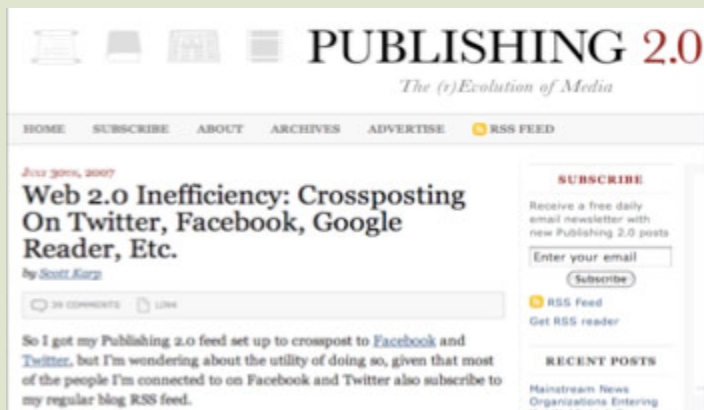 PUBLISHING 2.0
The (r)Evolution of Media
HOME SUBSCRIBE ABOUT ARCHIVES ADVERTISE RSS FEED
JULY 30TH, 2007
Web 2.0 Inefficiency: Crossposting
On Twitter, Facebook, Google
Reader, Etc.
by Scott Karp
COMMENTS
So I got my Publishing 2.0 feed set up to crosspost to Facebook and
Twitter, but I'm wondering about the utility of doing so, given that most
of the people I'm connected to on Facebook and Twitter also subscribe to
my regular blog RSS feed.
SUBSCRIBE
Receive a free daily
email newsletter with
new Publishing 2.0 posts
Enter your email
Subscribe
RSS Feed
Get RSS reader
RECENT POSTS
Mainstream News
Organizations Entering